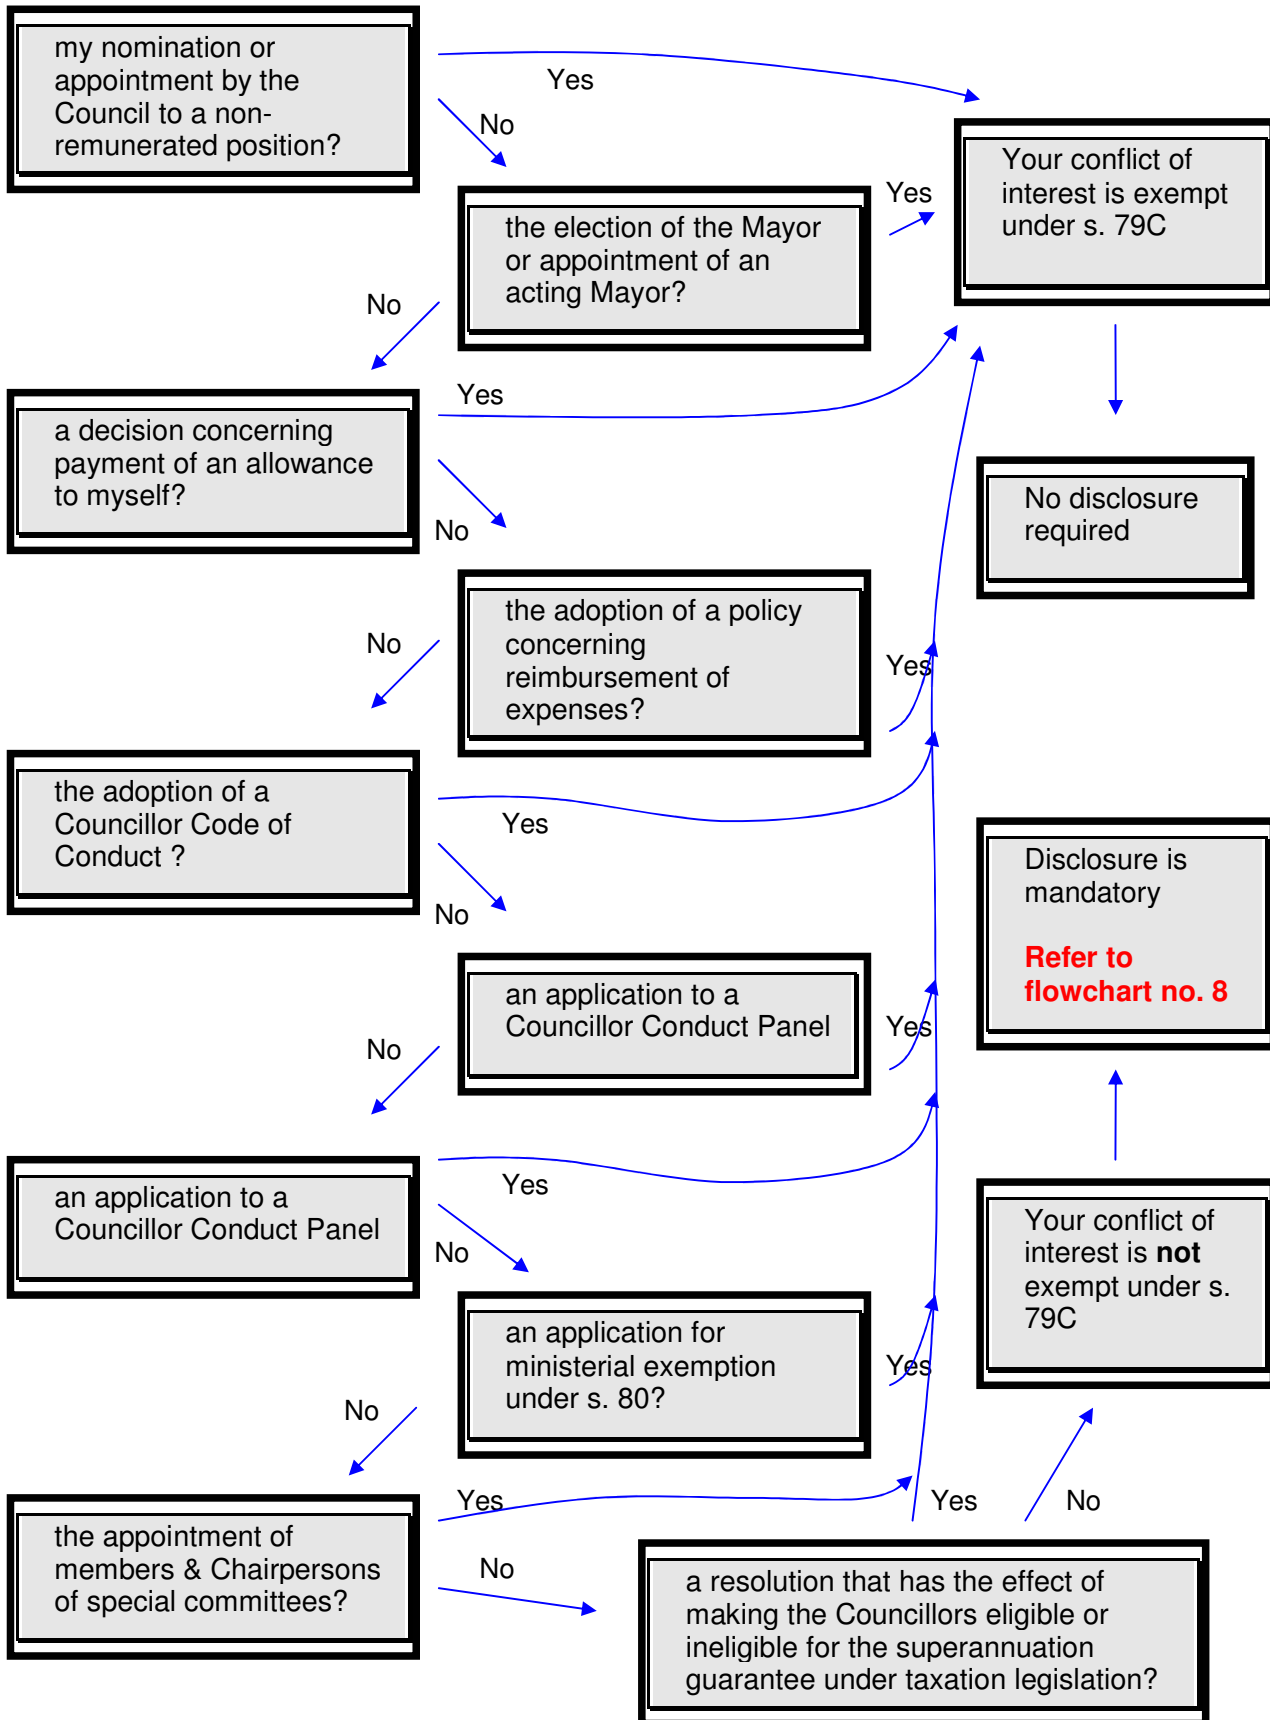 my nomination or
appointment by the
Council to a non-
remunerated position?
Yes
No
Your conflict of
interest is exempt
under s. 79C
the election of the Mayor
or appointment of an
acting Mayor?
Yes
No
a decision concerning
payment of an allowance
to myself?
Yes
No
No disclosure
required
the adoption of a policy
concerning
reimbursement of
expenses?
Yes
No
the adoption of a
Councillor Code of
Conduct ?
Yes
No
Disclosure is
mandatory
Refer to
flowchart no. 8
an application to a
Councillor Conduct Panel
Yes
No
an application to a
Councillor Conduct Panel
Yes
No
Your conflict of
interest is not
exempt under s.
79C
an application for
ministerial exemption
under s. 80?
Yes
No
the appointment of
members & Chairpersons
of special committees?
Yes
No
Yes
No
a resolution that has the effect of
making the Councillors eligible or
ineligible for the superannuation
guarantee under taxation legislation?